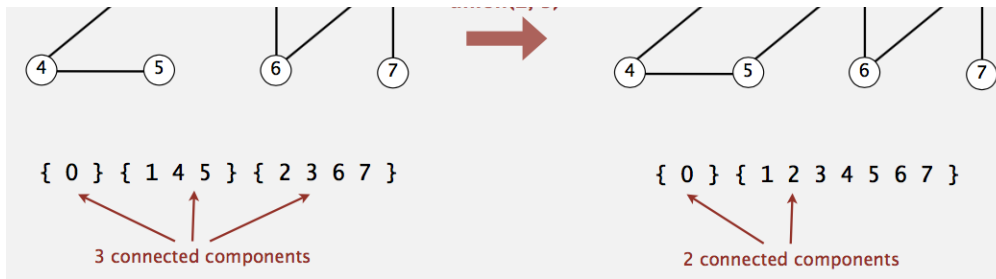 4 5 6 7 4 5 6 7
{ 0 } { 1 4 5 } { 2 3 6 7 } { 0 } { 1 2 3 4 5 6 7 }
3 connected components 2 connected components